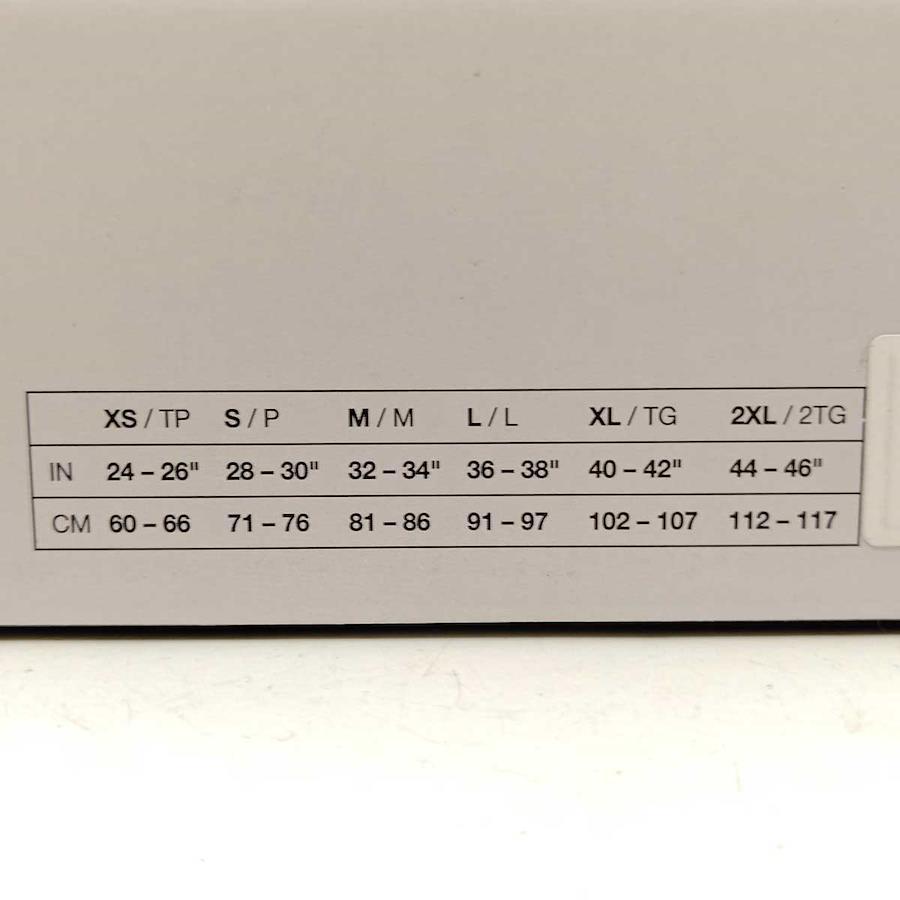 XS / TP S / P M / M L / L XL / TG 2XL / 2TG
IN 24 – 26" 28 – 30" 32 – 34" 36 – 38" 40 – 42" 44 – 46"
CM 60 – 66 71 – 76 81 – 86 91 – 97 102 – 107 112 – 117